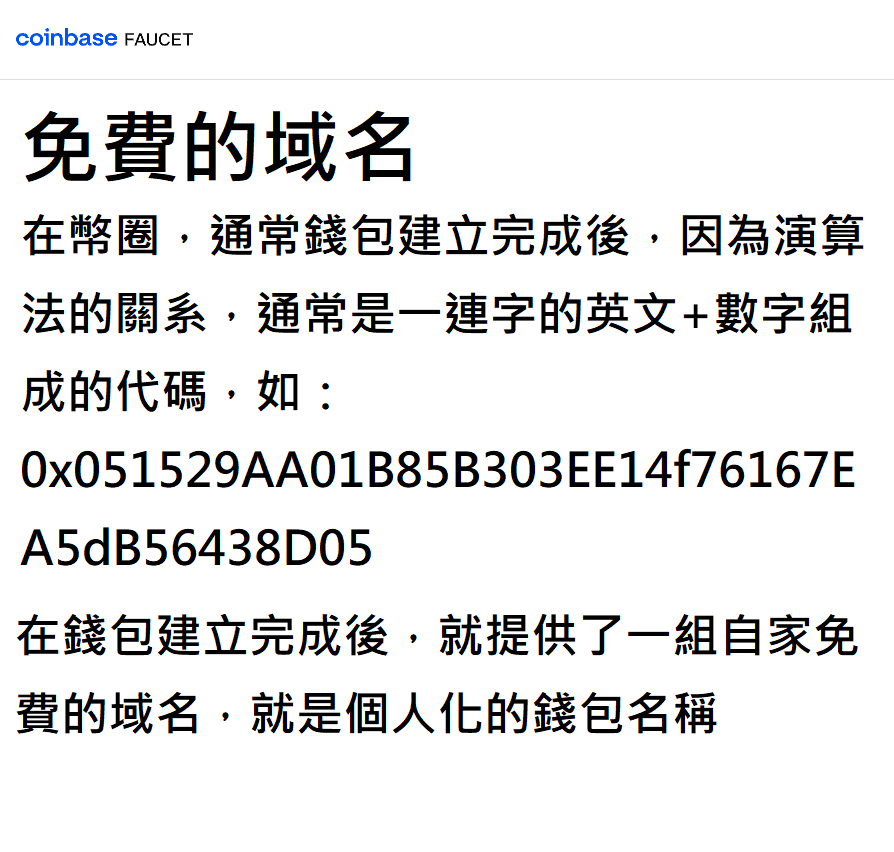 coinbase FAUCET
免費的域名
在幣圈，通常錢包建立完成後，因為演算
法的關系，通常是一連字的英文+數字組
成的代碼，如：
0x051529AA01B85B303EE14f76167E
A5dB56438D05
在錢包建立完成後，就提供了一組自家免
費的域名，就是個人化的錢包名稱